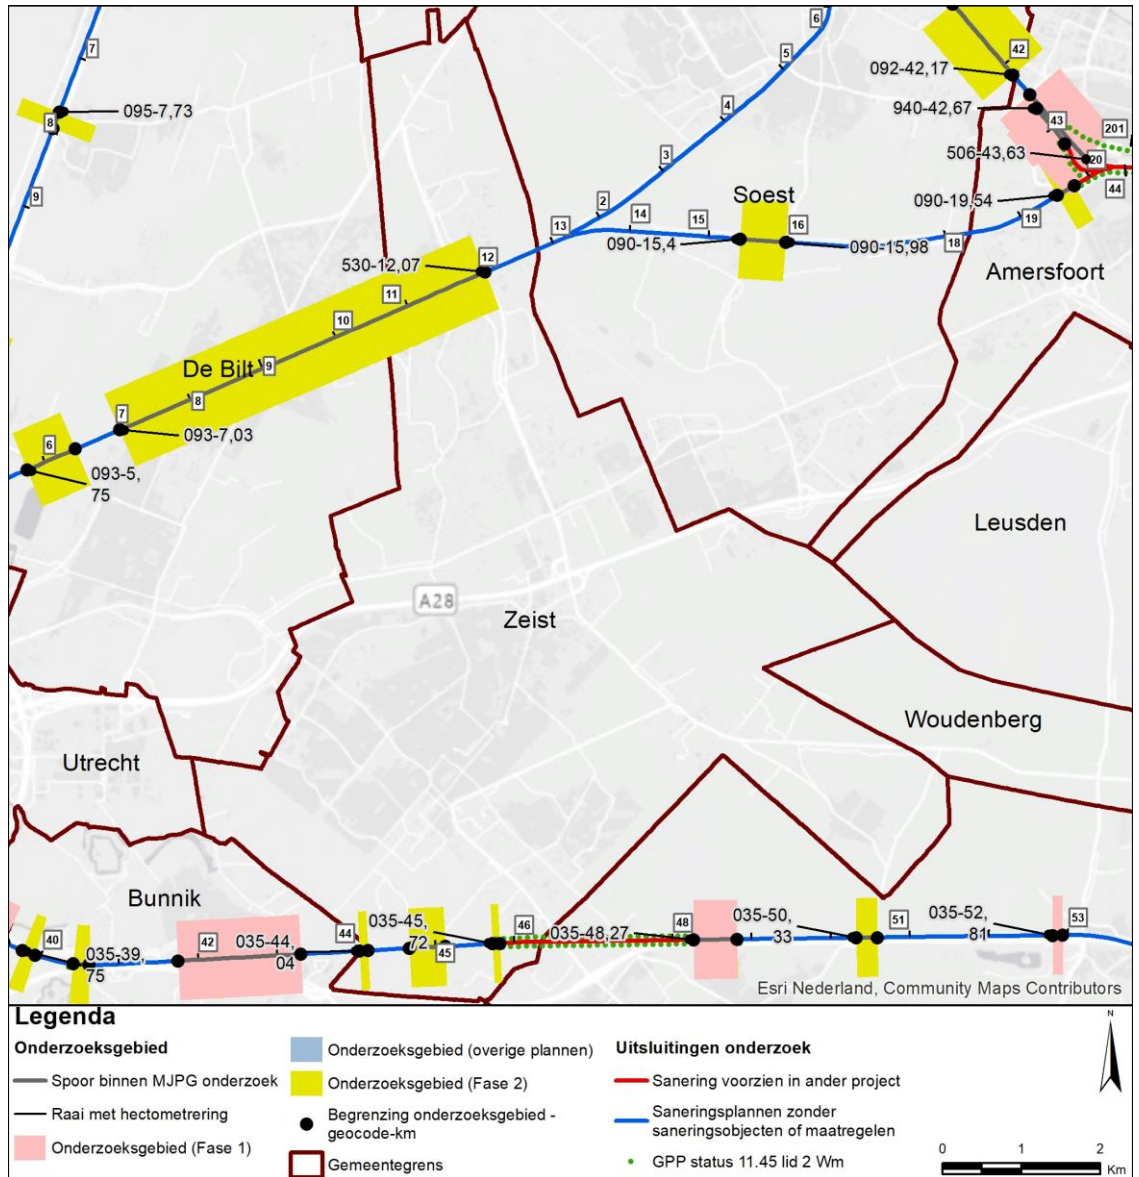 7
6
5
42
092-42,17
095-7,73
8
4
940-42,67
43
201
506-43,63
20
44
3
9
Soest
2
13
14
15
16
090-19,54
19
18
090-15,4
090-15,98
Amersfoort
530-12,07
12
11
10
De Bilt
9
8
7
093-7,03
6
093-5,
75
Leusden
A28
Zeist
Woudenberg
Utrecht
Bunnik
40
035-39,
75
42
035-44,
04
44
035-45,
72
45
46
035-48,27
48
035-50,
33
51
035-52,
81
53
Esri Nederland, Community Maps Contributors
Legenda
Onderzoeksgebied
Spoor binnen MJPG onderzoek
Raai met hectometrering
Onderzoeksgebied (Fase 1)
Onderzoeksgebied (overige plannen)
Onderzoeksgebied (Fase 2)
Begrenzing onderzoeksgebied -
geocode-km
Gemeentegrens
Uitsluitingen onderzoek
Sanering voorzien in ander project
Saneringsplannen zonder
saneringsobjecten of maatregelen
GPP status 11.45 lid 2 Wm
N
0 1 2
Km